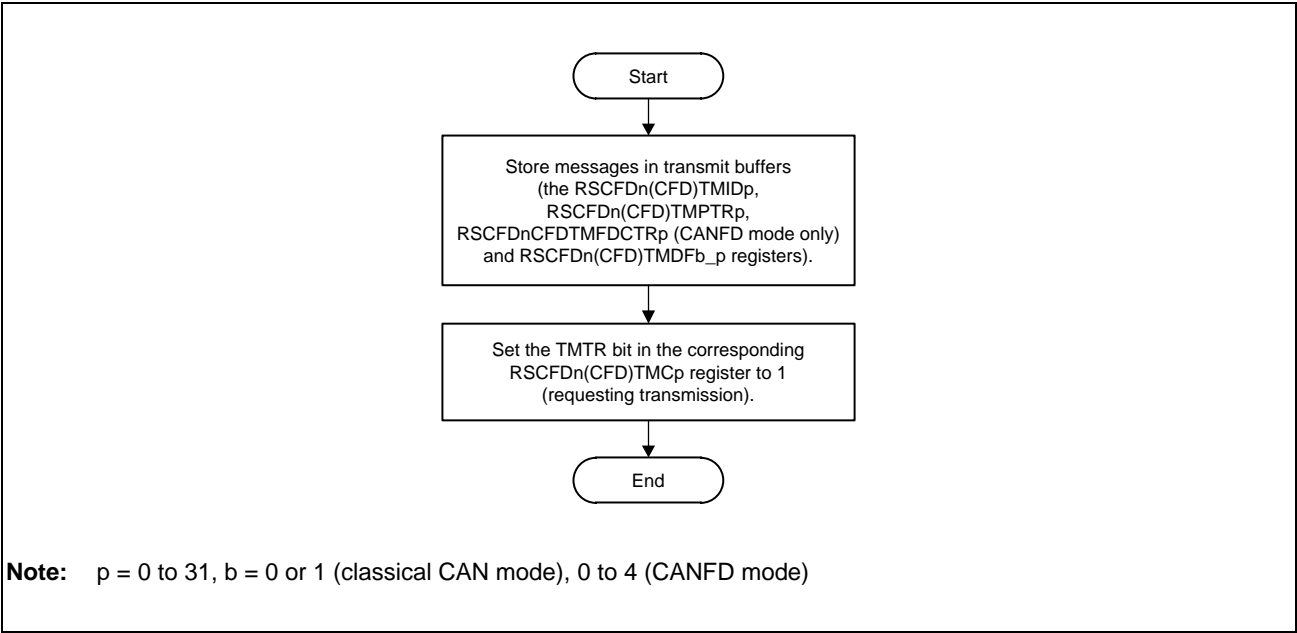 Start
Store messages in transmit buffers
(the RSCFDn(CFD)TMIDp,
RSCFDn(CFD)TMPTRp,
RSCFDnCFDTMFDCTRp (CANFD mode only)
and RSCFDn(CFD)TMDFb_p registers).
Set the TMTR bit in the corresponding
RSCFDn(CFD)TMCp register to 1
(requesting transmission).
End
Note: p = 0 to 31, b = 0 or 1 (classical CAN mode), 0 to 4 (CANFD mode)